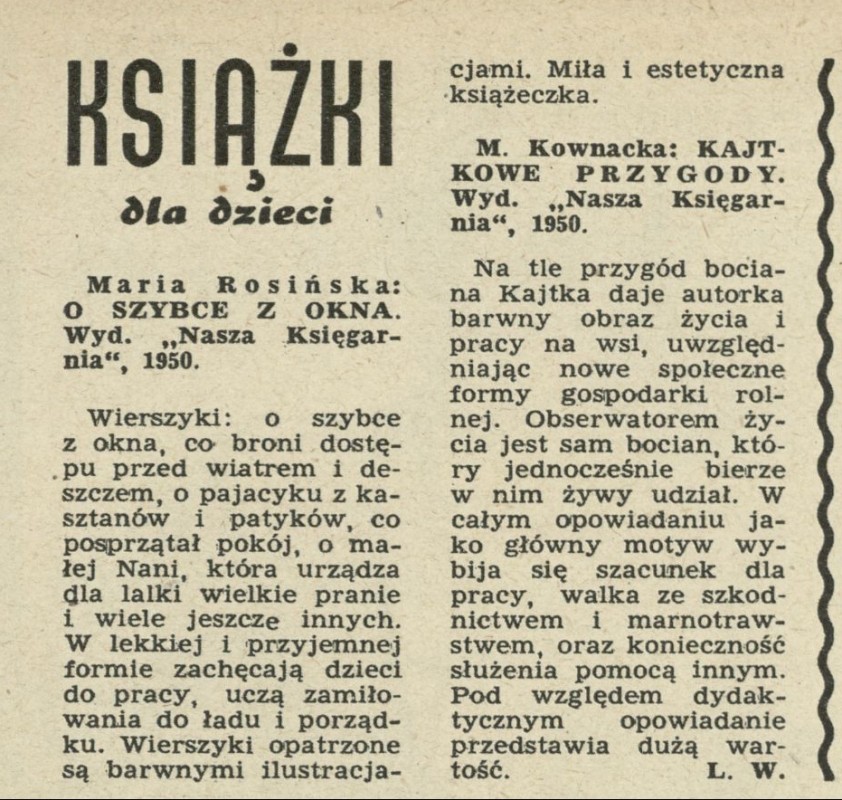 KSIĄŻKI
dla dzieci
Maria Rosińska:
O SZYBCE Z OKNA.
Wyd. „Nasza Księgar-
nia“, 1950.
Wierszyki: o szybce
z okna, co broni dostę-
pu przed wiatrem i de-
szczem, o pajacyku z ka-
sztanów i patyków, co
posprzątał pokój, o ma-
łej Nani, która urządza
dla lalki wielkie pranie
i wiele jeszcze innych.
W lekkiej i przyjemnej
formie zachęcają dzieci
do pracy, uczą zamiło-
wania do ładu i porząd-
ku. Wierszyki opatrzone
są barwnymi ilustracja-
cjami. Miła i estetyczna
książeczka.
M. Kownacka: KAJT-
KOWE PRZYGODY.
Wyd. „Nasza Księgar-
nia“, 1950.
Na tle przygód bocia-
na Kajtka daje autorka
barwny obraz życia i
pracy na wsi, uwzględ-
niając nowe społeczne
formy gospodarki rol-
nej. Obserwatorem ży-
cia jest sam bocian, któ-
ry jednocześnie bierze
w nim żywy udział. W
całym opowiadaniu ja-
ko główny motyw wy-
bija się szacunek dla
pracy, walka ze szkod-
nictwem i marnotraw-
stwem, oraz konieczność
służenia pomocą innym.
Pod względem dydak-
tycznym opowiadanie
przedstawia dużą war-
tość. L. W.